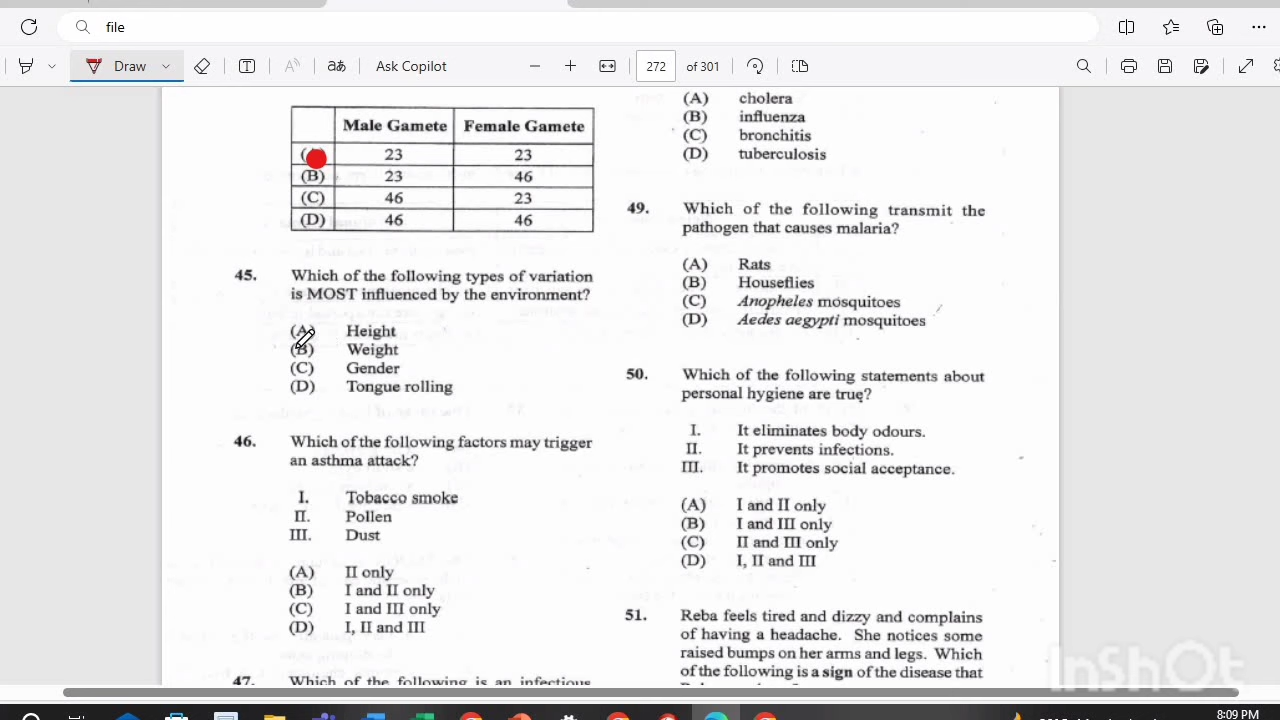 file
Draw
Ask Copilot
272
of 301
Male Gamete Female Gamete
23 23
(B) 23 46
(C) 46 23
(D) 46 46
45. Which of the following types of variation
is MOST influenced by the environment?
(A) Height
(B) Weight
(C) Gender
(D) Tongue rolling
46. Which of the following factors may trigger
an asthma attack?
I. Tobacco smoke
II. Pollen
III. Dust
(A) II only
(B) I and II only
(C) I and III only
(D) I, II and III
47. Which of the following is an infectious
(A) cholera
(B) influenza
(C) bronchitis
(D) tuberculosis
49. Which of the following transmit the
pathogen that causes malaria?
(A) Rats
(B) Houseflies
(C) Anopheles mosquitoes
(D) Aedes aegypti mosquitoes
50. Which of the following statements about
personal hygiene are true?
I. It eliminates body odours.
II. It prevents infections.
III. It promotes social acceptance.
(A) I and II only
(B) I and III only
(C) II and III only
(D) I, II and III
51. Reba feels tired and dizzy and complains
of having a headache. She notices some
raised bumps on her arms and legs. Which
of the following is a sign of the disease that
InShOt
8:09 PM